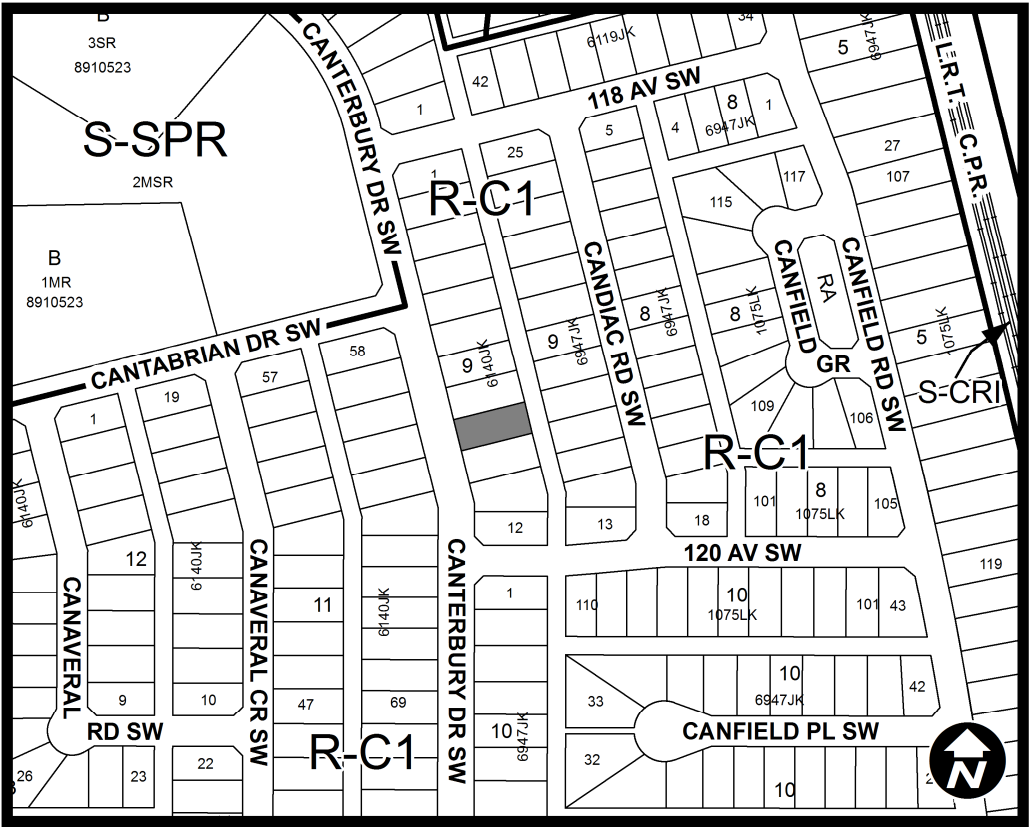 B
3SR
8910523
S-SPR
2MSR
B
1MR
8910523
CANTERBURY DR SW
1
42
6119JK
34
118 AV SW
5
6947JK
L.R.T.
C.P.R.
27
107
5
4
8
6947JK
1
25
1
R-C1
117
115
CANFIELD
RA
CANFIELD RD SW
GR
CANDIAC RD SW
8
6947JK
8
1075LK
5
1075LK
S-CRI
9
6947JK
9
6140JK
CANTABRIAN DR SW
58
57
19
1
109
106
R-C1
6140JK
12
13
18
101
8
1075LK
105
120 AV SW
119
12
6140JK
CANAVERAL
RD SW
CANAVERAL CR SW
11
6140JK
CANTERBURY DR SW
1
110
10
1075LK
101
43
9
10
47
69
10
6947JK
33
10
6947JK
42
CANFIELD PL SW
R-C1
26
23
22
32
10
N